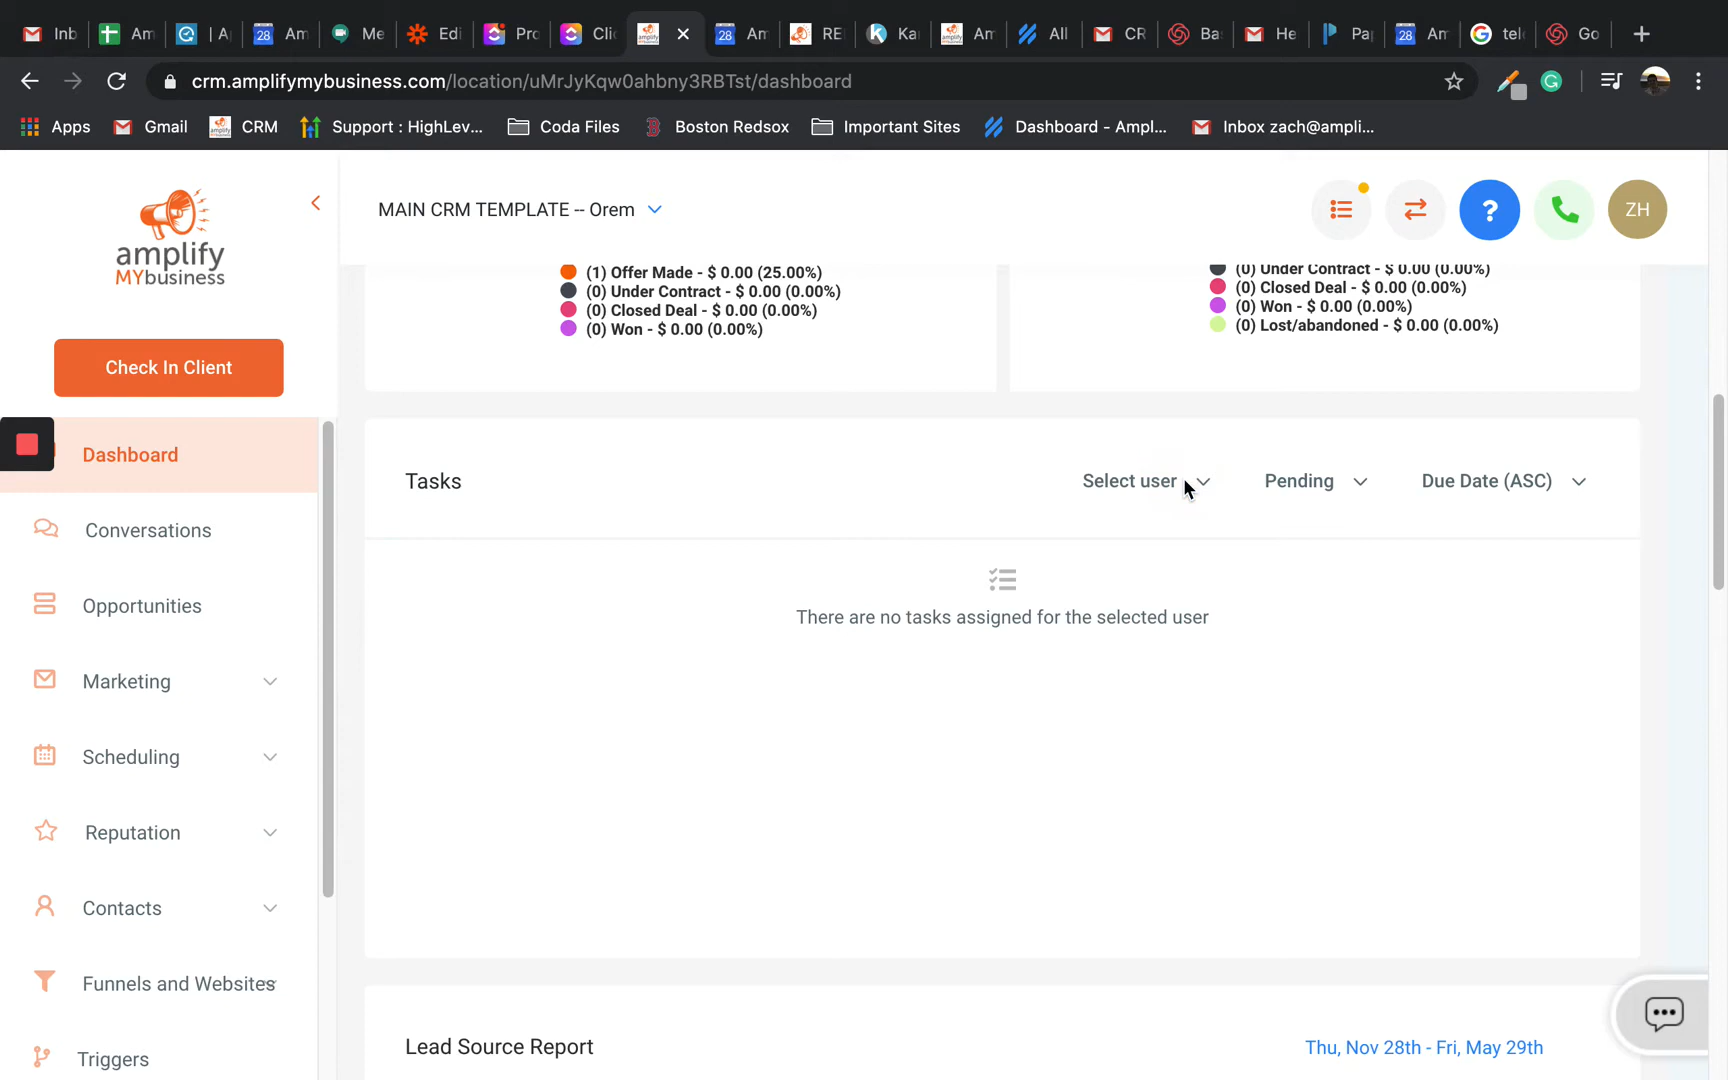 Inb
Am
| A
28
Am
Me
Edi
Pro
Clic
28
Am
RE
Ka
Am
All
CR
Ba
He
Pa
28
Am
tel
Go
crm.amplifymybusiness.com/location/uMrJyKqw0ahbny3RBTst/dashboard
Apps
Gmail
CRM
Support : HighLev...
Coda Files
Boston Redsox
Important Sites
Dashboard - Ampl...
Inbox zach@ampli...
amplify
MYbusiness
MAIN CRM TEMPLATE -- Orem
?
ZH
Check In Client
Dashboard
Conversations
Opportunities
Marketing
Scheduling
Reputation
Contacts
Funnels and Websites
Triggers
(1) Offer Made - $ 0.00 (25.00%)
(0) Under Contract - $ 0.00 (0.00%)
(0) Closed Deal - $ 0.00 (0.00%)
(0) Won - $ 0.00 (0.00%)
(0) Under Contract - $ 0.00 (0.00%)
(0) Closed Deal - $ 0.00 (0.00%)
(0) Won - $ 0.00 (0.00%)
(0) Lost/abandoned - $ 0.00 (0.00%)
Tasks
Select user
Pending
Due Date (ASC)
There are no tasks assigned for the selected user
Lead Source Report
Thu, Nov 28th - Fri, May 29th